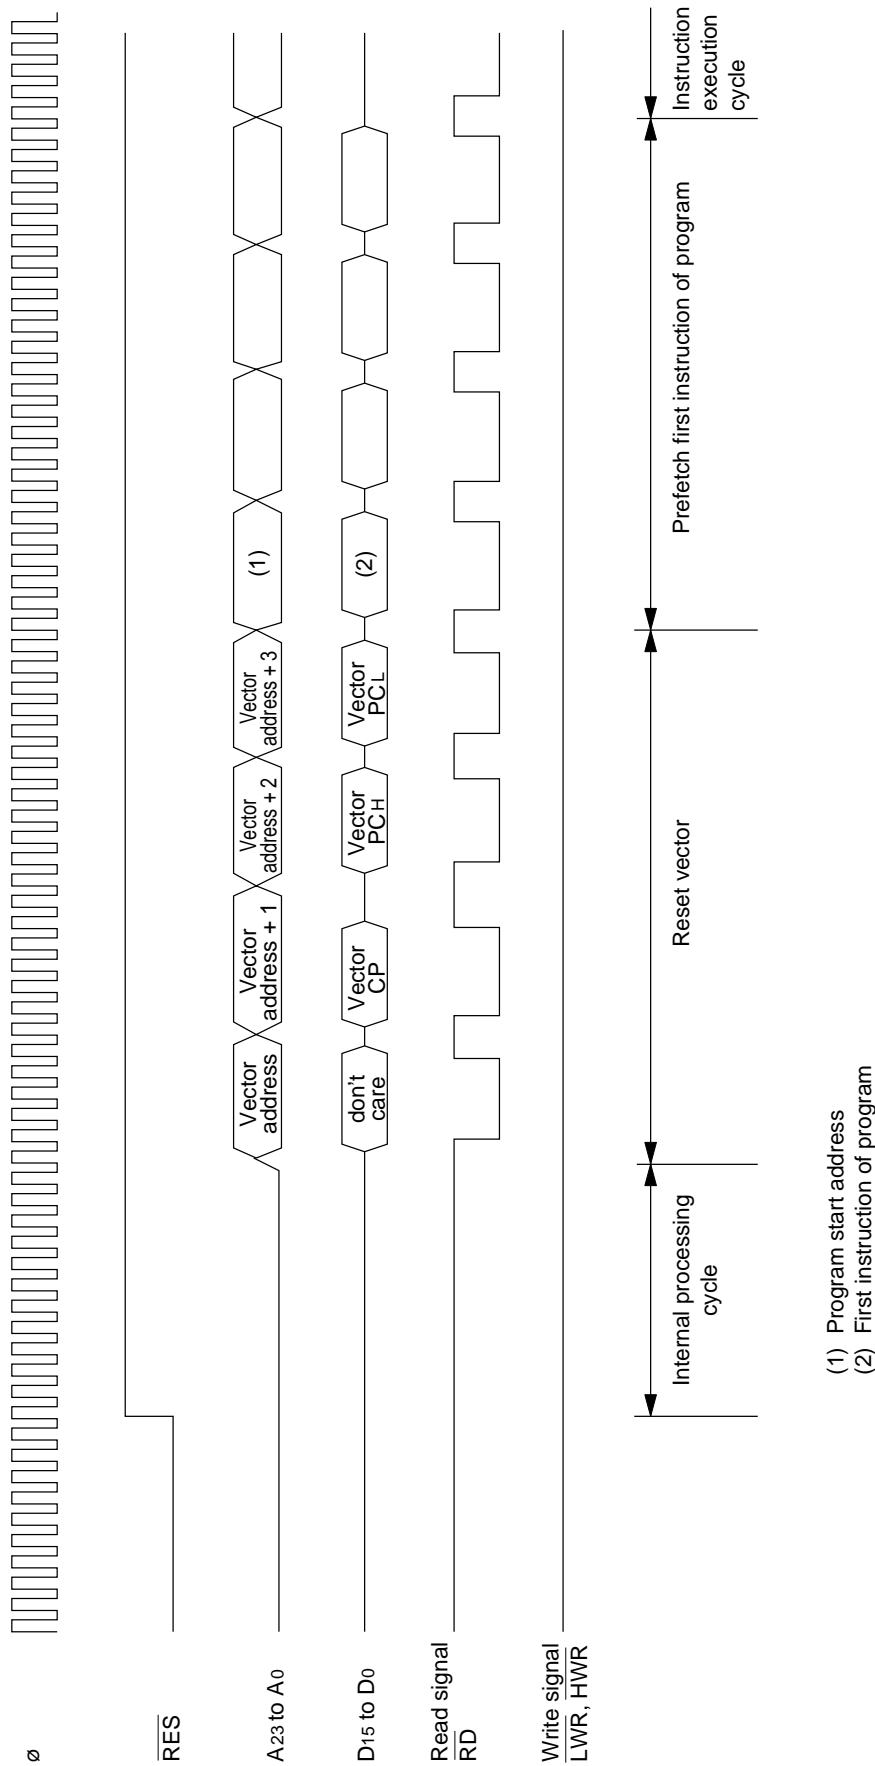 ø
RES
A23 to A0
Vector
address
Vector
address + 1
Vector
address + 2
Vector
address + 3
(1)
D15 to D0
don't
care
Vector
CP
Vector
PCH
Vector
PCL
(2)
Read signal
RD
Write signal
LWR, HWR
Internal processing
cycle
Reset vector
Prefetch first instruction of program
Instruction
execution
cycle
(1) Program start address
(2) First instruction of program